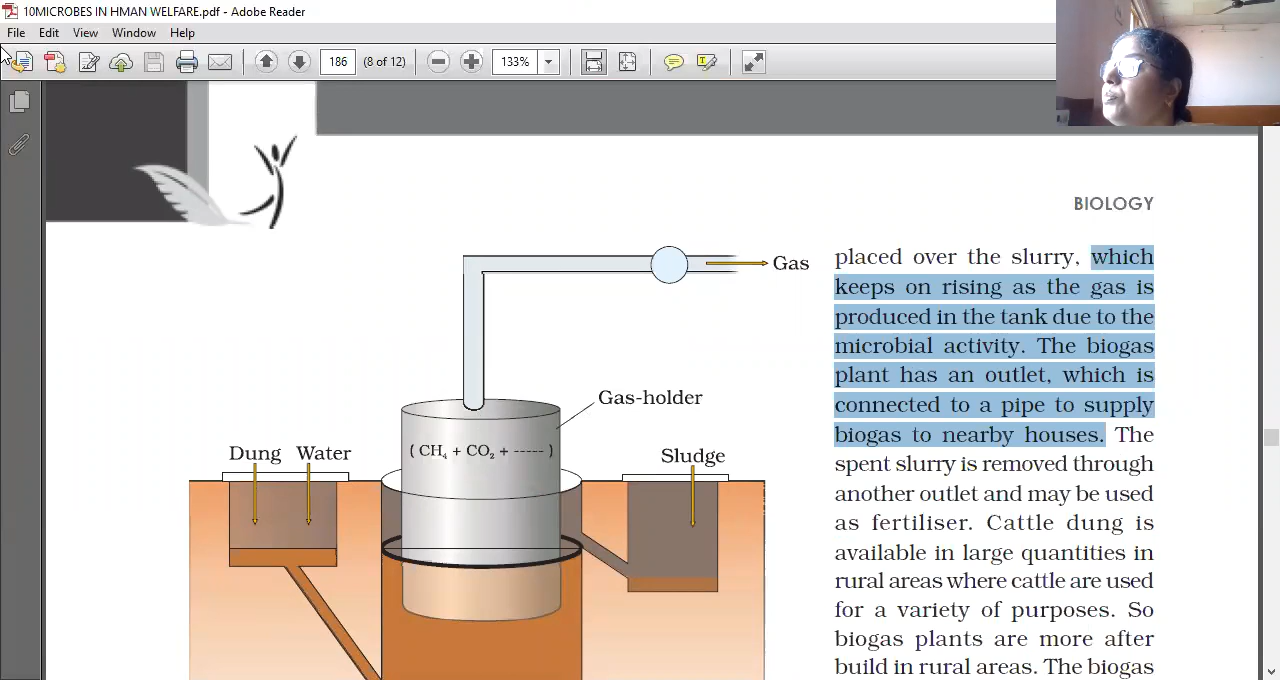 10MICROBES IN HMAN WELFARE.pdf - Adobe Reader
File Edit View Window Help
186 (8 of 12) 133%
BIOLOGY
Gas
Gas-holder
( CH₄ + CO₂ + ----- )
Dung Water
Sludge
placed over the slurry, which
keeps on rising as the gas is
produced in the tank due to the
microbial activity. The biogas
plant has an outlet, which is
connected to a pipe to supply
biogas to nearby houses. The
spent slurry is removed through
another outlet and may be used
as fertiliser. Cattle dung is
available in large quantities in
rural areas where cattle are used
for a variety of purposes. So
biogas plants are more after
build in rural areas. The biogas